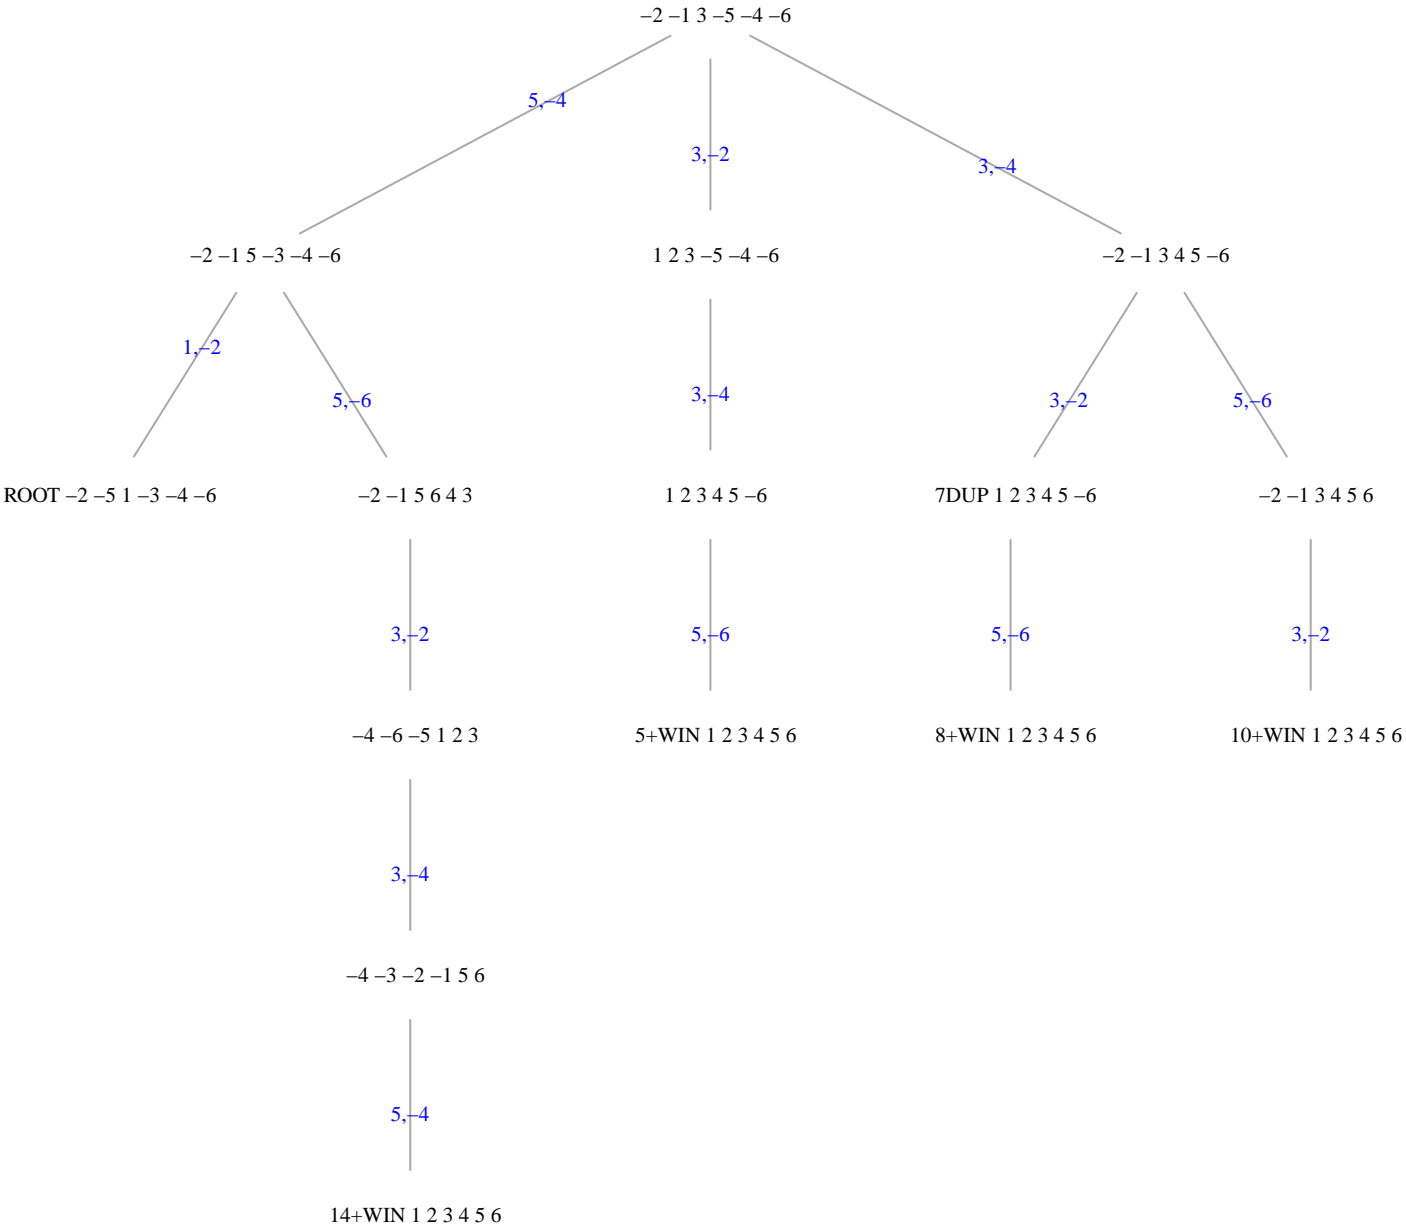 –2 –1 3 –5 –4 –6
5,–4
3,–2
3,–4
–2 –1 5 –3 –4 –6
1 2 3 –5 –4 –6
–2 –1 3 4 5 –6
1,–2
5,–6
3,–4
3,–2
5,–6
ROOT –2 –5 1 –3 –4 –6
–2 –1 5 6 4 3
1 2 3 4 5 –6
7DUP 1 2 3 4 5 –6
–2 –1 3 4 5 6
3,–2
5,–6
5,–6
3,–2
–4 –6 –5 1 2 3
5+WIN 1 2 3 4 5 6
8+WIN 1 2 3 4 5 6
10+WIN 1 2 3 4 5 6
3,–4
–4 –3 –2 –1 5 6
5,–4
14+WIN 1 2 3 4 5 6